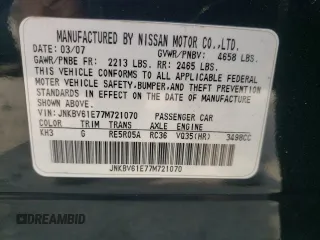 MANUFACTURED BY NISSAN MOTOR CO.,LTD.
DATE: 03/07 GVWR/PNBV: 4658 LBS.
GAWR/PNBE FR: 2213 LBS. RR: 2465 LBS.
THIS VEHICLE CONFORMS TO ALL APPLICABLE FEDERAL
MOTOR VEHICLE SAFETY,BUMPER,AND THEFT PREVENTION
STANDARDS IN EFFECT ON THE DATE OF MANUFACTURE
SHOWN ABOVE.
VIN: JNKBV61E77M721070 PASSENGER CAR
COLOR TRIM TRANS AXLE ENGINE
KH3 G RE5R05A RC36 VQ35(HR) 3498CC
JNKBV61E77M721070
AUTOBIDMASTER